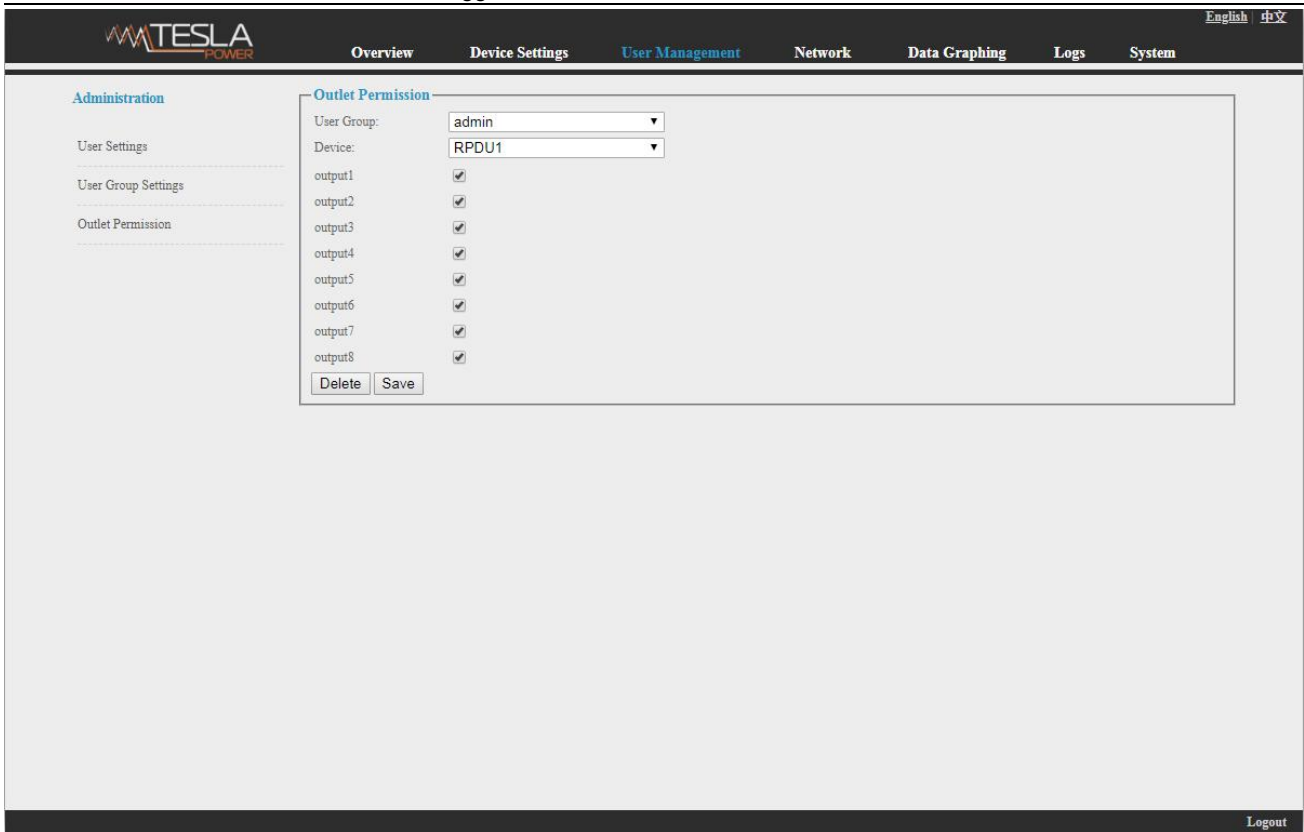 English | 中文
TESLA
POWER
Overview Device Settings User Management Network Data Graphing Logs System
Administration
User Settings
User Group Settings
Outlet Permission
Outlet Permission
User Group: admin
Device: RPDU1
output1
output2
output3
output4
output5
output6
output7
output8
Delete Save
Logout